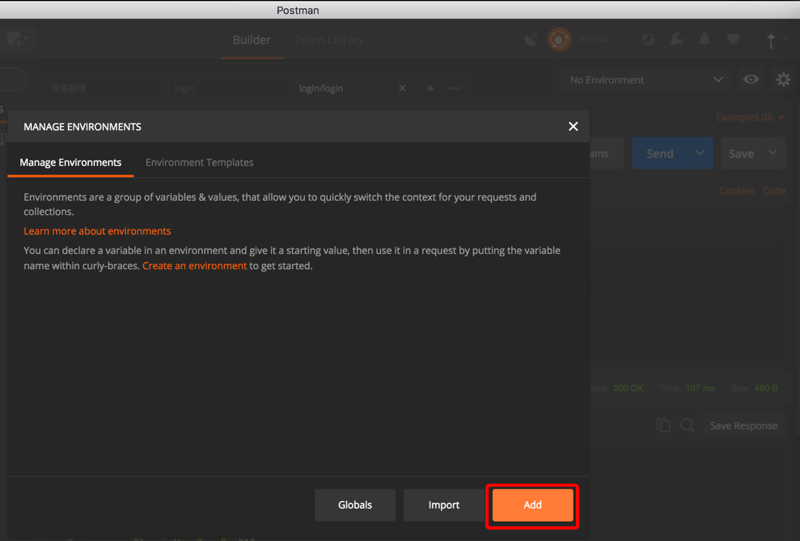 Postman
Builder
Team Library
IN SYNC
No Environment
login
login/login
Examples (0)
MANAGE ENVIRONMENTS
Manage Environments
Environment Templates
ams
Send
Save
Environments are a group of variables & values, that allow you to quickly switch the context for your requests and
collections.
Cookies
Code
Learn more about environments
You can declare a variable in an environment and give it a starting value, then use it in a request by putting the variable
name within curly-braces. Create an environment to get started.
200 OK
Time:
107 ms
Size:
480 B
Save Response
Globals
Import
Add